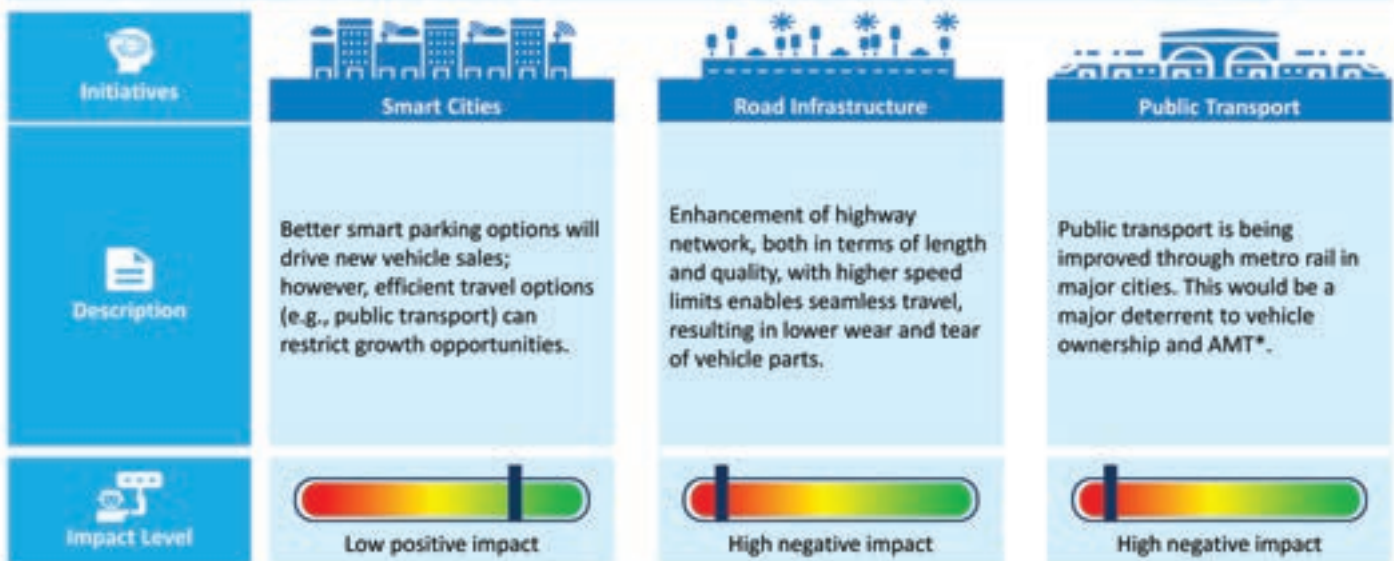 Initiatives
Smart Cities
Road Infrastructure
Public Transport
Description
Better smart parking options will
drive new vehicle sales;
however, efficient travel options
(e.g., public transport) can
restrict growth opportunities.
Enhancement of highway
network, both in terms of length
and quality, with higher speed
limits enables seamless travel,
resulting in lower wear and tear
of vehicle parts.
Public transport is being
improved through metro rail in
major cities. This would be a
major deterrent to vehicle
ownership and AMT*.
Impact Level
Low positive impact
High negative impact
High negative impact